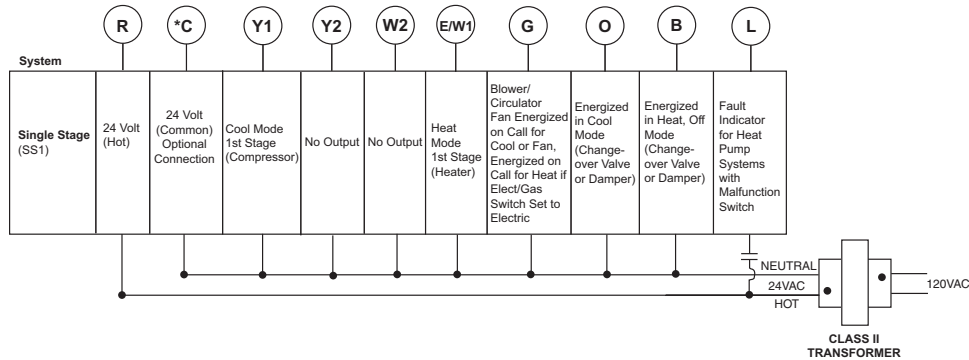 R
*C
Y1
Y2
W2
E/W1
G
O
B
L
System
Single Stage
(SS1)
24 Volt
(Hot)
24 Volt
(Common)
Optional
Connection
Cool Mode
1st Stage
(Compressor)
No Output
No Output
Heat
Mode
1st Stage
(Heater)
Blower/
Circulator
Fan Energized
on Call for
Cool or Fan,
Energized on
Call for Heat if
Elect/Gas
Switch Set to
Electric
Energized
in Cool
Mode
(Change-
over Valve
or Damper)
Energized
in Heat, Off
Mode
(Change-
over Valve
or Damper)
Fault
Indicator
for Heat
Pump
Systems
with
Malfunction
Switch
NEUTRAL
24VAC
HOT
120VAC
CLASS II
TRANSFORMER